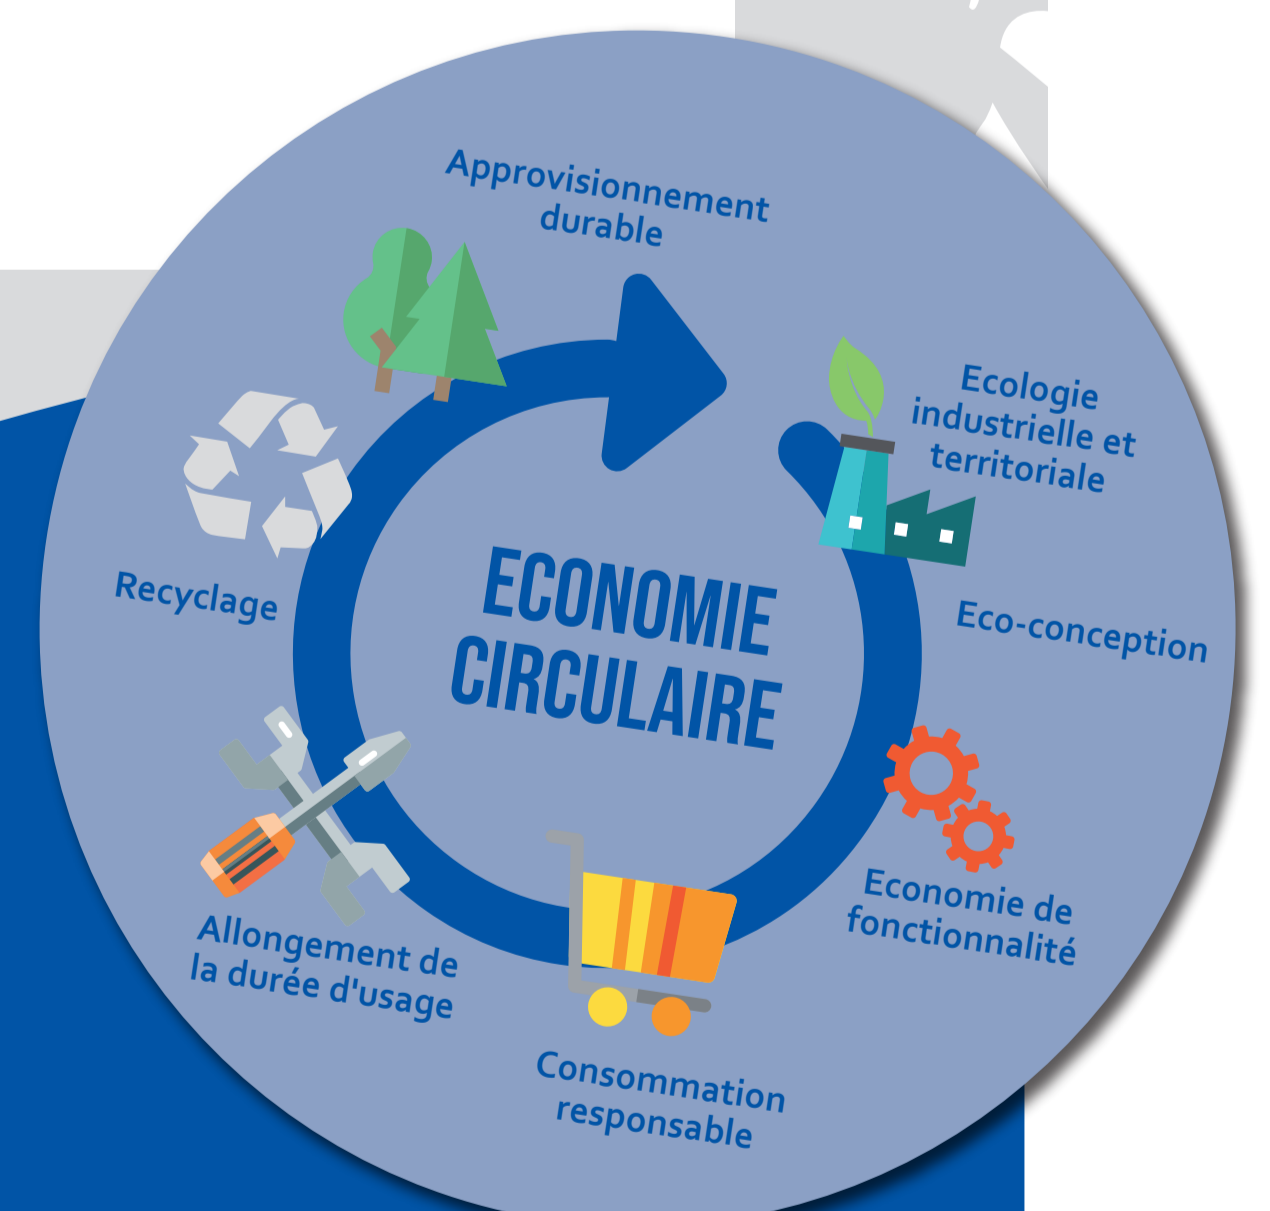 Approvisionnement
durable
Ecologie
industrielle et
territoriale
Eco-conception
Economie de
fonctionnalité
Consommation
responsable
Allongement de
la durée d'usage
Recyclage
ECONOMIE
CIRCULAIRE